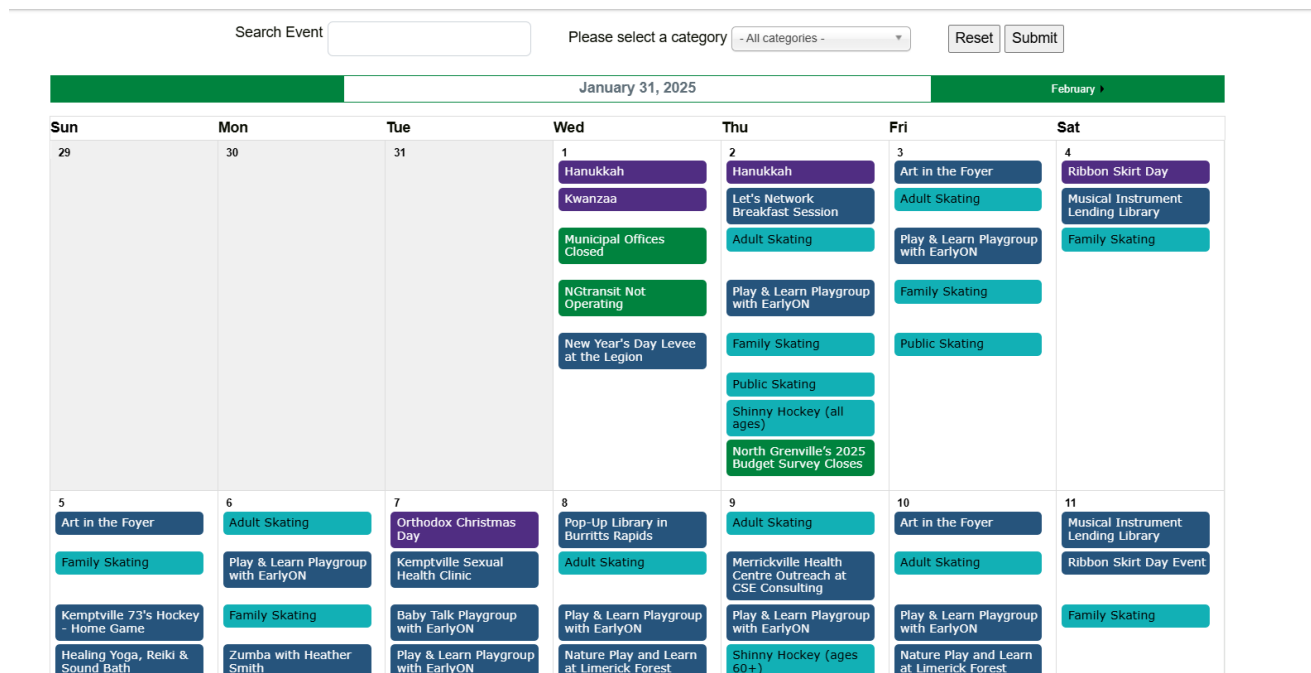 Search Event
Please select a category
- All categories -
Reset
Submit
January 31, 2025
February
Sun Mon Tue Wed Thu Fri Sat
29
30
31
1
Hanukkah
Kwanzaa
Municipal Offices
Closed
NGtransit Not
Operating
New Year's Day Levee
at the Legion
2
Hanukkah
Let's Network
Breakfast Session
Adult Skating
Play & Learn Playgroup
with EarlyON
Family Skating
Public Skating
Shinny Hockey (all
ages)
North Grenville's 2025
Budget Survey Closes
3
Art in the Foyer
Adult Skating
Play & Learn Playgroup
with EarlyON
Family Skating
Public Skating
4
Ribbon Skirt Day
Musical Instrument
Lending Library
Family Skating
5
Art in the Foyer
Family Skating
Kemptville 73's Hockey
- Home Game
Healing Yoga, Reiki &
Sound Bath
6
Adult Skating
Play & Learn Playgroup
with EarlyON
Family Skating
Zumba with Heather
Smith
7
Orthodox Christmas
Day
Kemptville Sexual
Health Clinic
Baby Talk Playgroup
with EarlyON
Play & Learn Playgroup
with EarlyON
8
Pop-Up Library in
Burritts Rapids
Adult Skating
Play & Learn Playgroup
with EarlyON
Nature Play and Learn
at Limerick Forest
9
Adult Skating
Merrickville Health
Centre Outreach at
CSE Consulting
Play & Learn Playgroup
with EarlyON
Shinny Hockey (ages
60+)
10
Art in the Foyer
Adult Skating
Play & Learn Playgroup
with EarlyON
Nature Play and Learn
at Limerick Forest
11
Musical Instrument
Lending Library
Ribbon Skirt Day Event
Family Skating